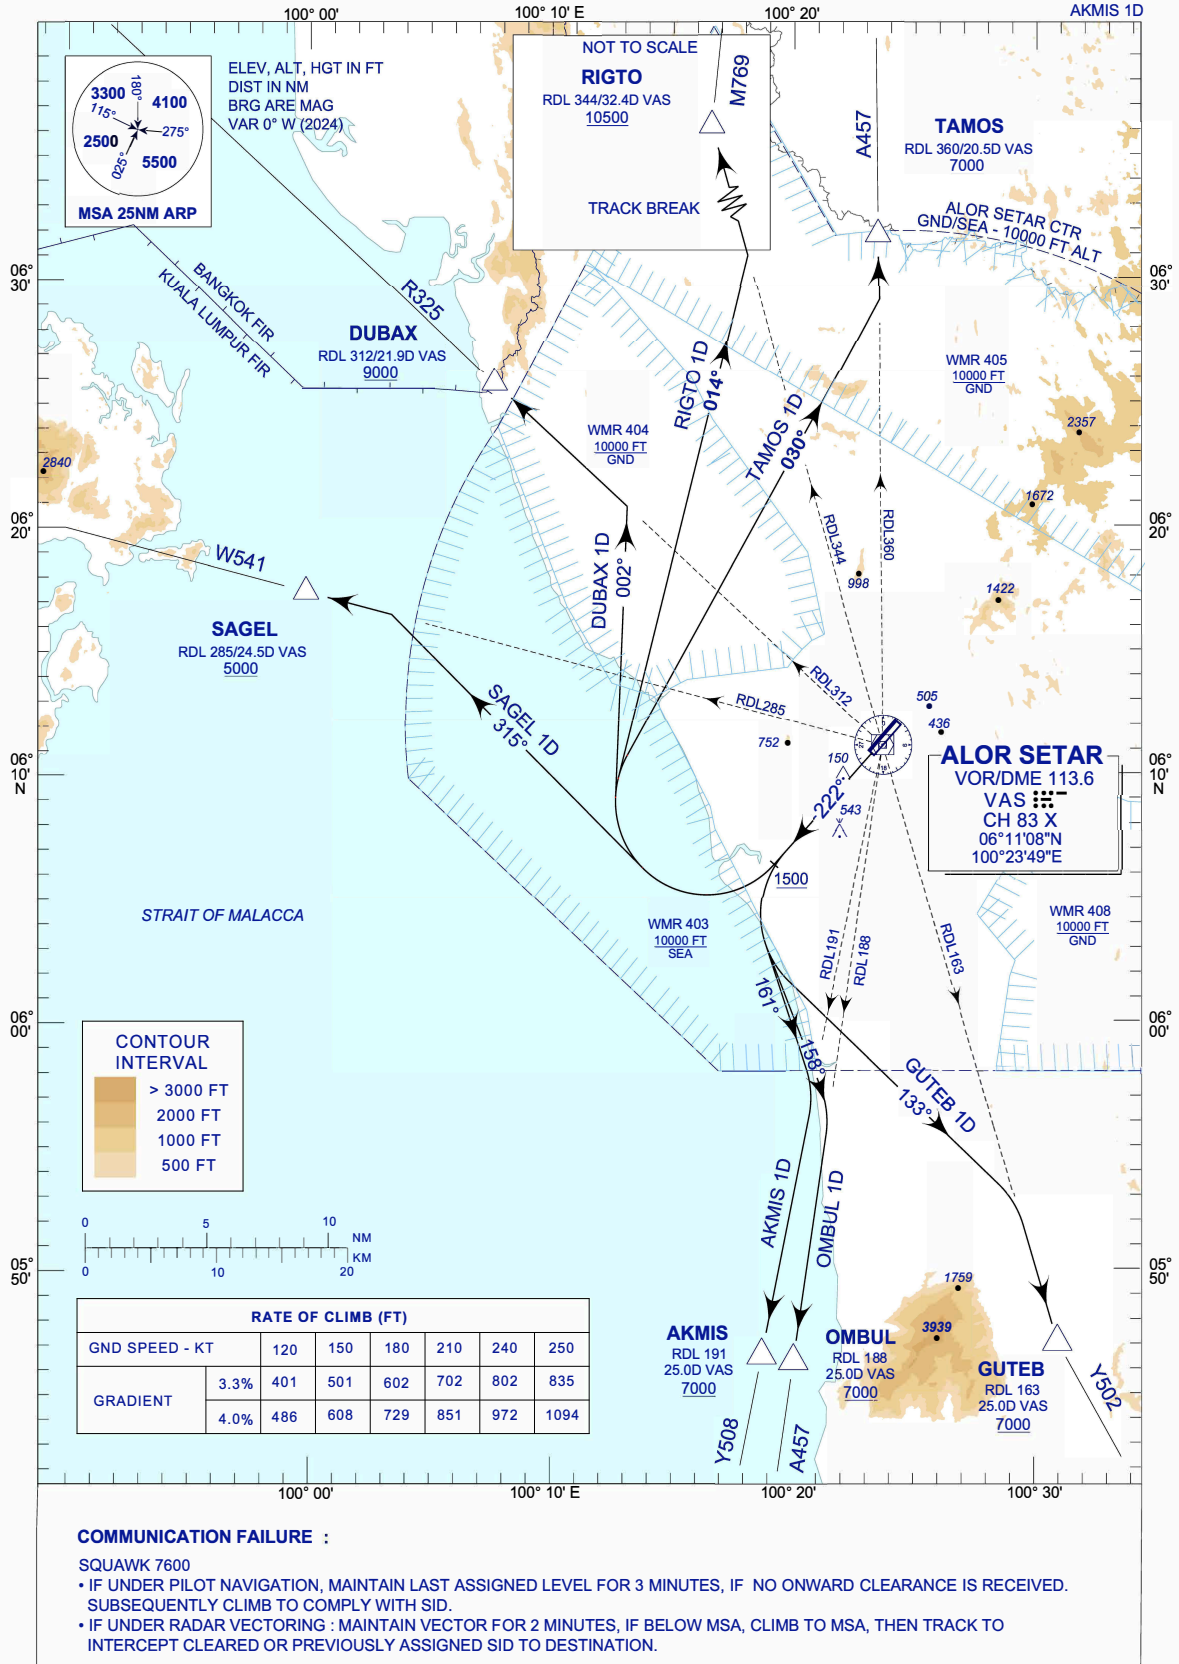 100° 00'
100° 10' E
100° 20'
AKMIS 1D
3300
4100
2500
5500
180°
115°
275°
025°
MSA 25NM ARP
ELEV, ALT, HGT IN FT
DIST IN NM
BRG ARE MAG
VAR 0° W (2024)
NOT TO SCALE
RIGTO
RDL 344/32.4D VAS
10500
M769
TRACK BREAK
A457
TAMOS
RDL 360/20.5D VAS
7000
ALOR SETAR CTR
GND/SEA - 10000 FT ALT
06°
30'
06°
30'
BANGKOK FIR
KUALA LUMPUR FIR
R325
DUBAX
RDL 312/21.9D VAS
9000
WMR 405
10000 FT
GND
RIGTO 1D
014°
TAMOS 1D
030°
WMR 404
10000 FT
GND
2357
2840
1672
06°
20'
06°
20'
W541
DUBAX 1D
002°
RDL344
RDL360
998
1422
SAGEL
RDL 285/24.5D VAS
5000
SAGEL 1D
315°
RDL312
RDL285
505
436
752
150
543
222°
ALOR SETAR
VOR/DME 113.6
VAS
CH 83 X
06°11'08"N
100°23'49"E
06°
10'
N
06°
10'
N
1500
STRAIT OF MALACCA
WMR 403
10000 FT
SEA
WMR 408
10000 FT
GND
RDL191
RDL188
RDL163
161°
158°
06°
00'
06°
00'
CONTOUR
INTERVAL
> 3000 FT
2000 FT
1000 FT
500 FT
GUTEB 1D
133°
AKMIS 1D
OMBUL 1D
0 5 10
NM
KM
0 10 20
05°
50'
05°
50'
1759
3939
RATE OF CLIMB (FT)
GND SPEED - KT 120 150 180 210 240 250
GRADIENT
3.3% 401 501 602 702 802 835
4.0% 486 608 729 851 972 1094
AKMIS
RDL 191
25.0D VAS
7000
OMBUL
RDL 188
25.0D VAS
7000
GUTEB
RDL 163
25.0D VAS
7000
Y508
A457
Y502
100° 00'
100° 10' E
100° 20'
100° 30'
COMMUNICATION FAILURE :
SQUAWK 7600
• IF UNDER PILOT NAVIGATION, MAINTAIN LAST ASSIGNED LEVEL FOR 3 MINUTES, IF NO ONWARD CLEARANCE IS RECEIVED.
SUBSEQUENTLY CLIMB TO COMPLY WITH SID.
• IF UNDER RADAR VECTORING : MAINTAIN VECTOR FOR 2 MINUTES, IF BELOW MSA, CLIMB TO MSA, THEN TRACK TO
INTERCEPT CLEARED OR PREVIOUSLY ASSIGNED SID TO DESTINATION.